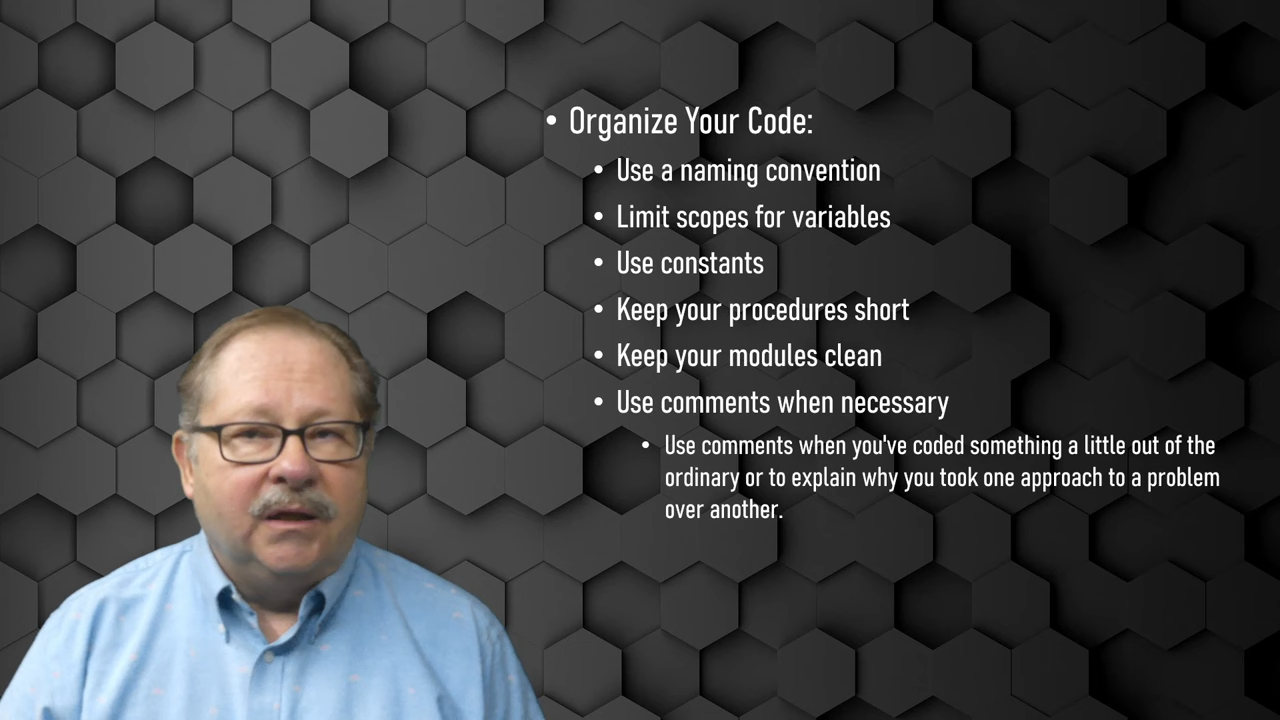 • Organize Your Code:
• Use a naming convention
• Limit scopes for variables
• Use constants
• Keep your procedures short
• Keep your modules clean
• Use comments when necessary
• Use comments when you've coded something a little out of the
ordinary or to explain why you took one approach to a problem
over another.